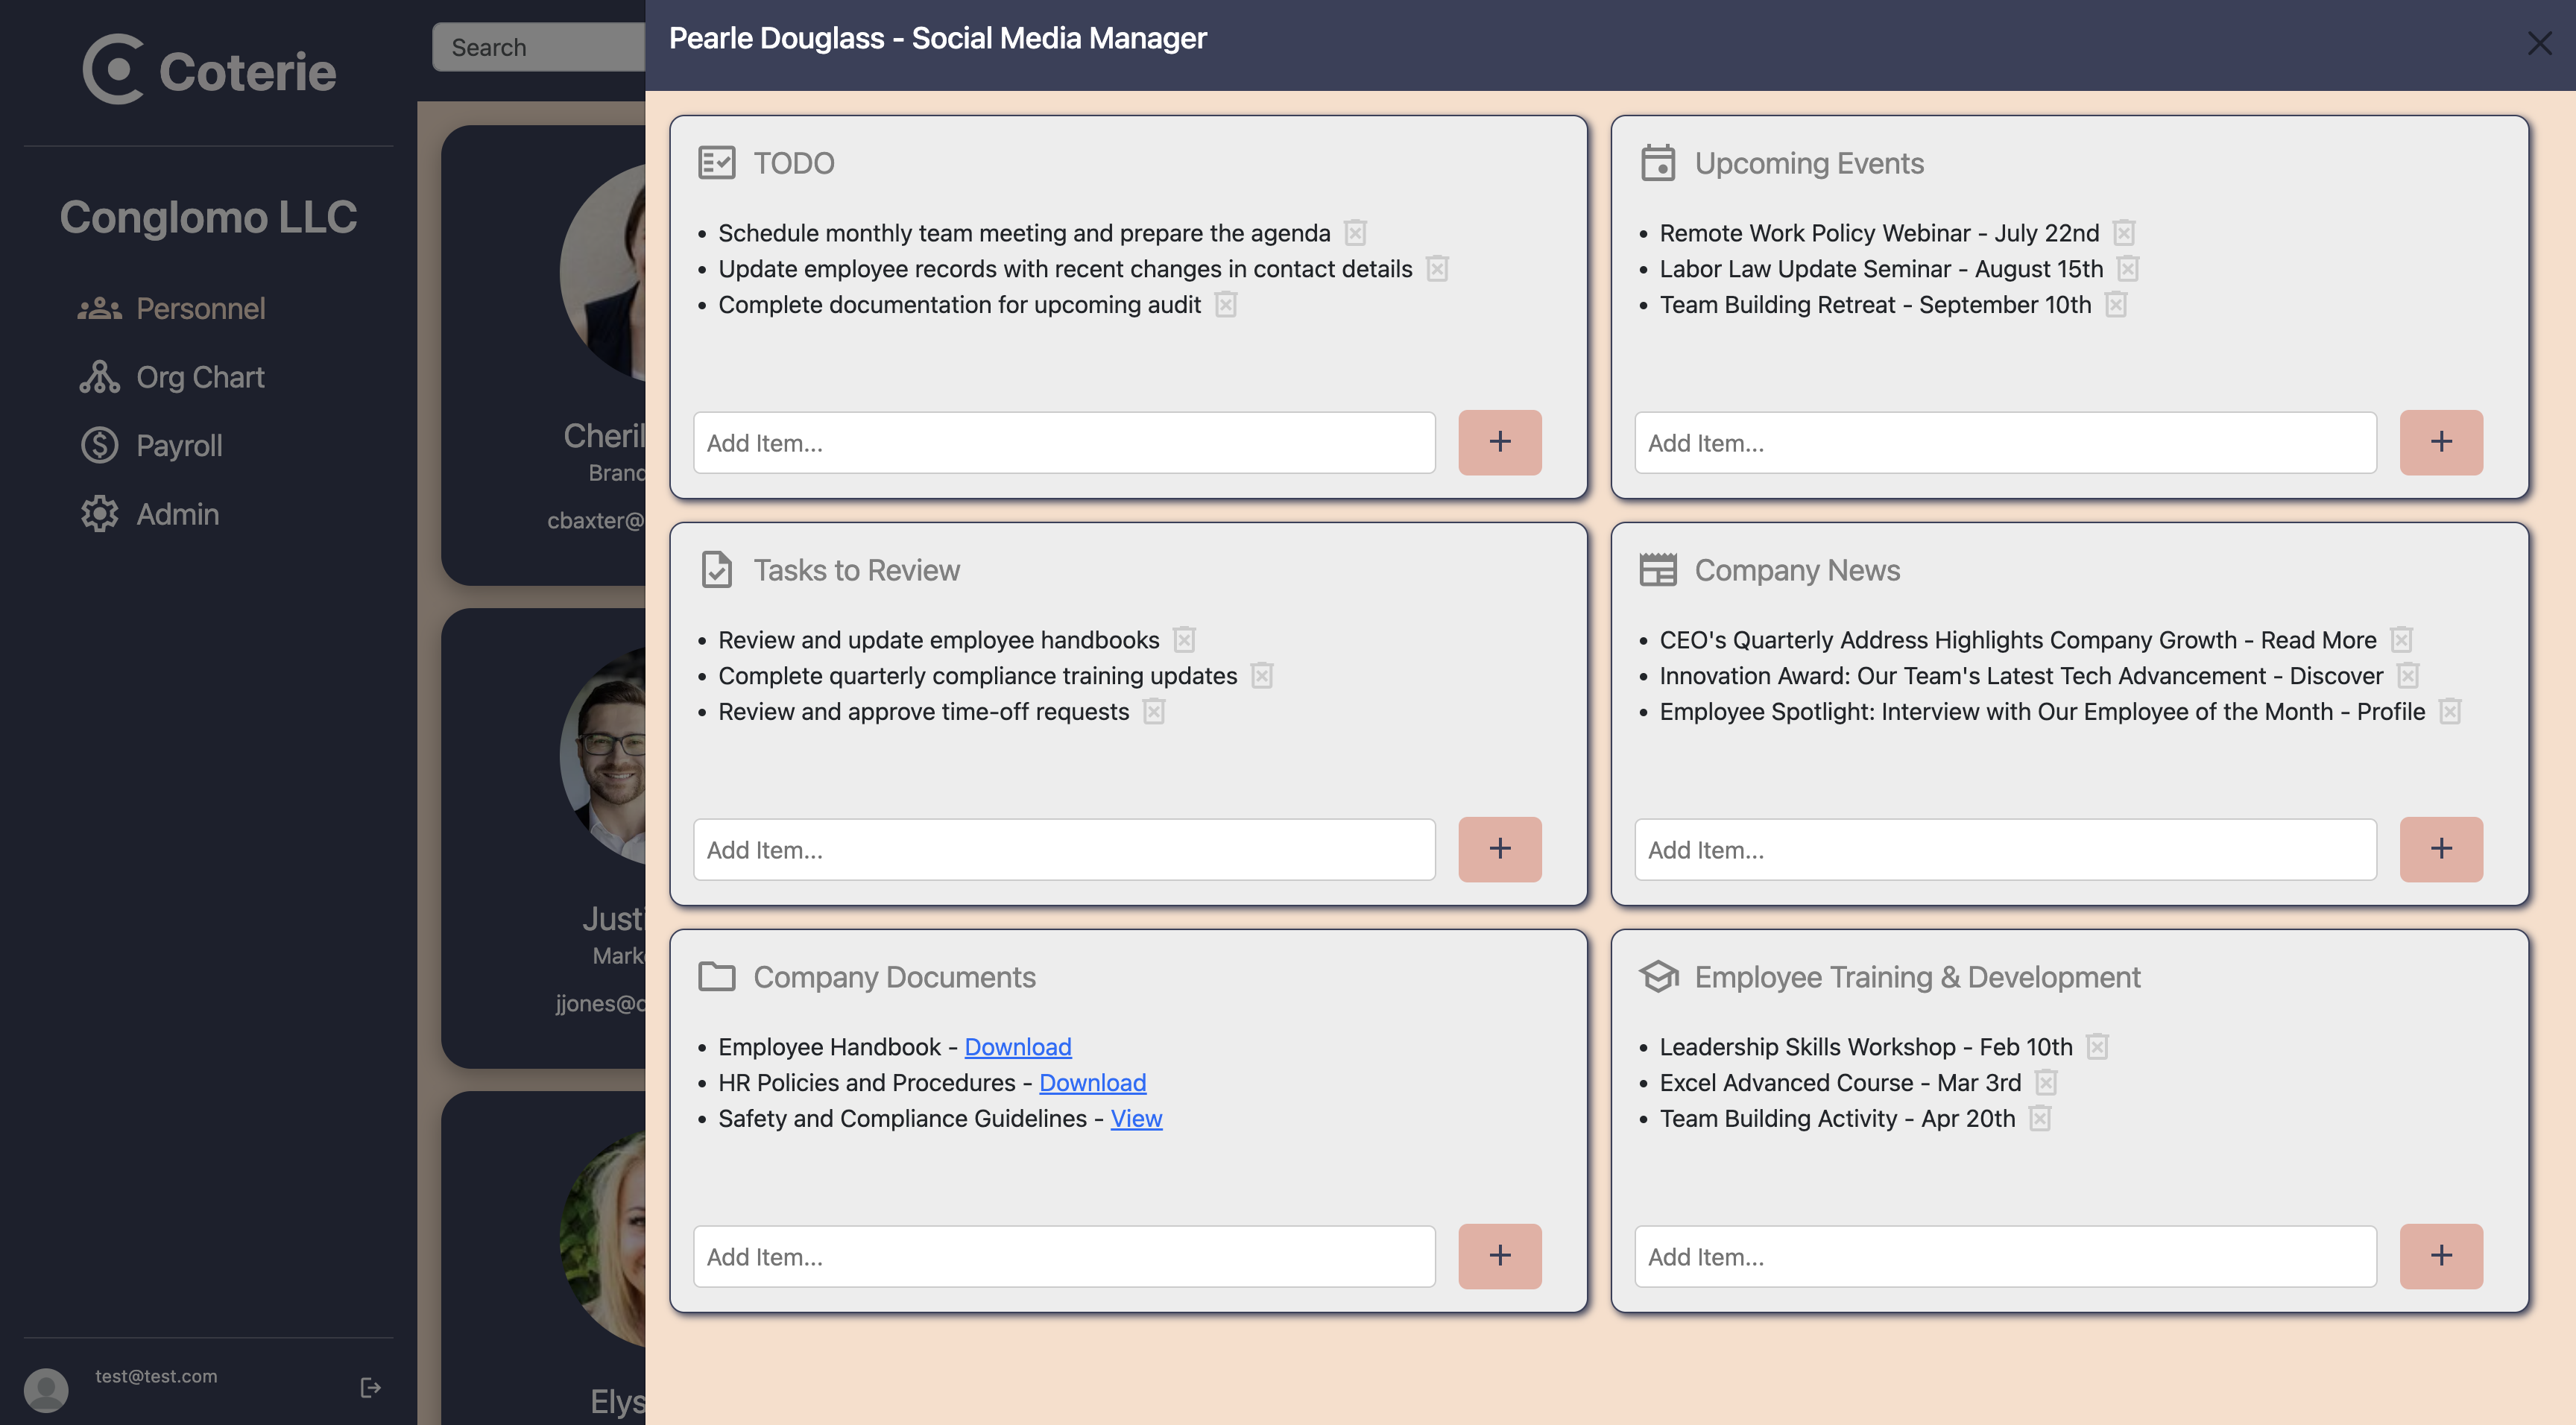 Coterie
Conglomo LLC
Personnel
Org Chart
Payroll
Admin
test@test.com
Search
Cheril
Brand
cbaxter@
Justi
Mark
jjones@
Elys
Pearle Douglass - Social Media Manager
TODO
Schedule monthly team meeting and prepare the agenda
Update employee records with recent changes in contact details
Complete documentation for upcoming audit
Add Item...
+
Upcoming Events
Remote Work Policy Webinar - July 22nd
Labor Law Update Seminar - August 15th
Team Building Retreat - September 10th
Add Item...
+
Tasks to Review
Review and update employee handbooks
Complete quarterly compliance training updates
Review and approve time-off requests
Add Item...
+
Company News
CEO's Quarterly Address Highlights Company Growth - Read More
Innovation Award: Our Team's Latest Tech Advancement - Discover
Employee Spotlight: Interview with Our Employee of the Month - Profile
Add Item...
+
Company Documents
Employee Handbook - Download
HR Policies and Procedures - Download
Safety and Compliance Guidelines - View
Add Item...
+
Employee Training & Development
Leadership Skills Workshop - Feb 10th
Excel Advanced Course - Mar 3rd
Team Building Activity - Apr 20th
Add Item...
+